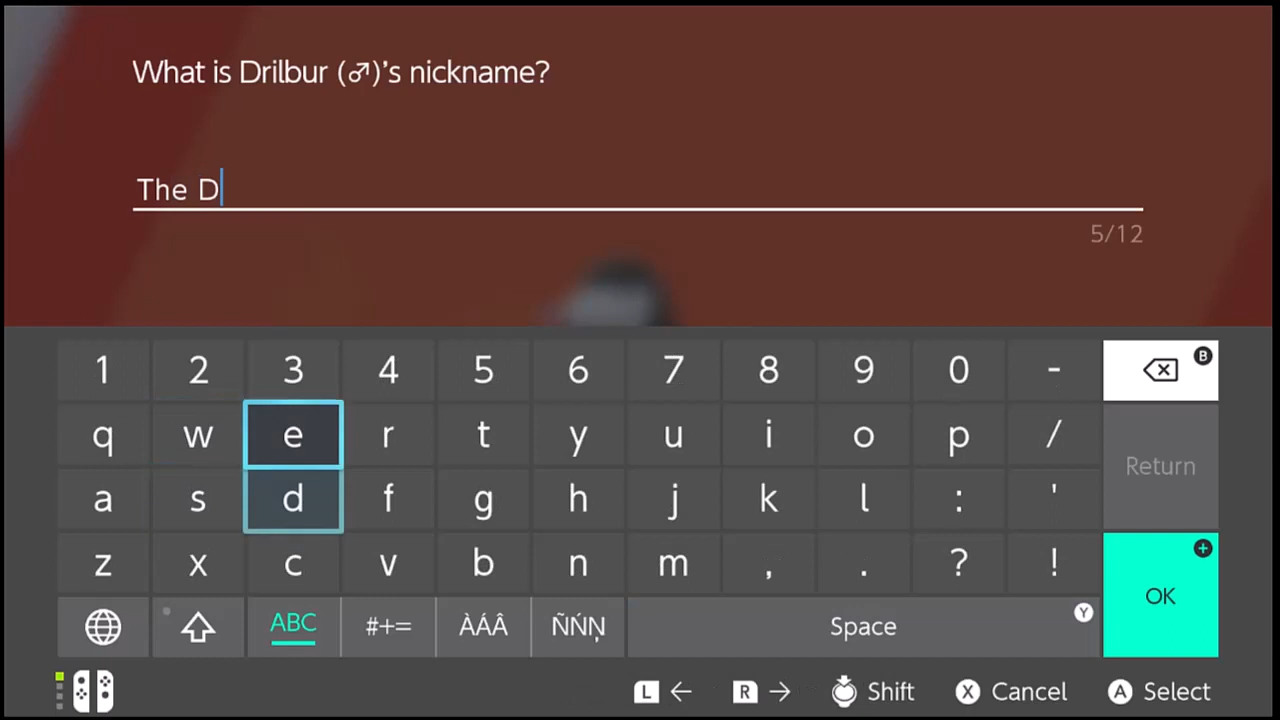 What is Drilbur (♂)'s nickname?
The D
5/12
1 2 3 4 5 6 7 8 9 0 -
B
q w e r t y u i o p /
Return
a s d f g h j k l : '
z x c v b n m , . ? !
+
OK
ABC #+= ÀÁÂ ÑŃŅ Space Y
L ← R → Shift X Cancel A Select